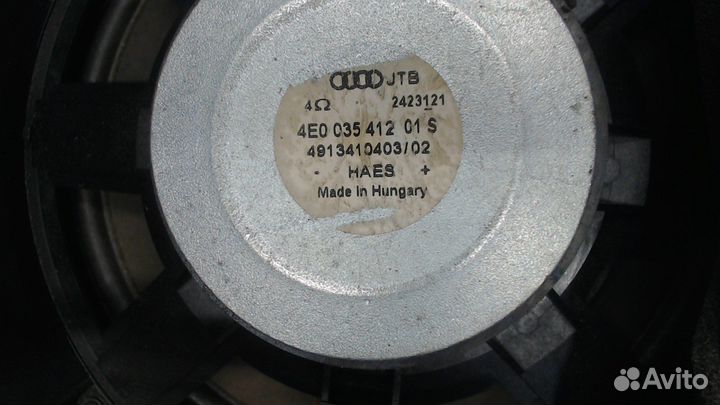 JTB
4Ω 2423121
4E0 035 412 01 S
4913410403/02
- HAES +
Made in Hungary
Avito